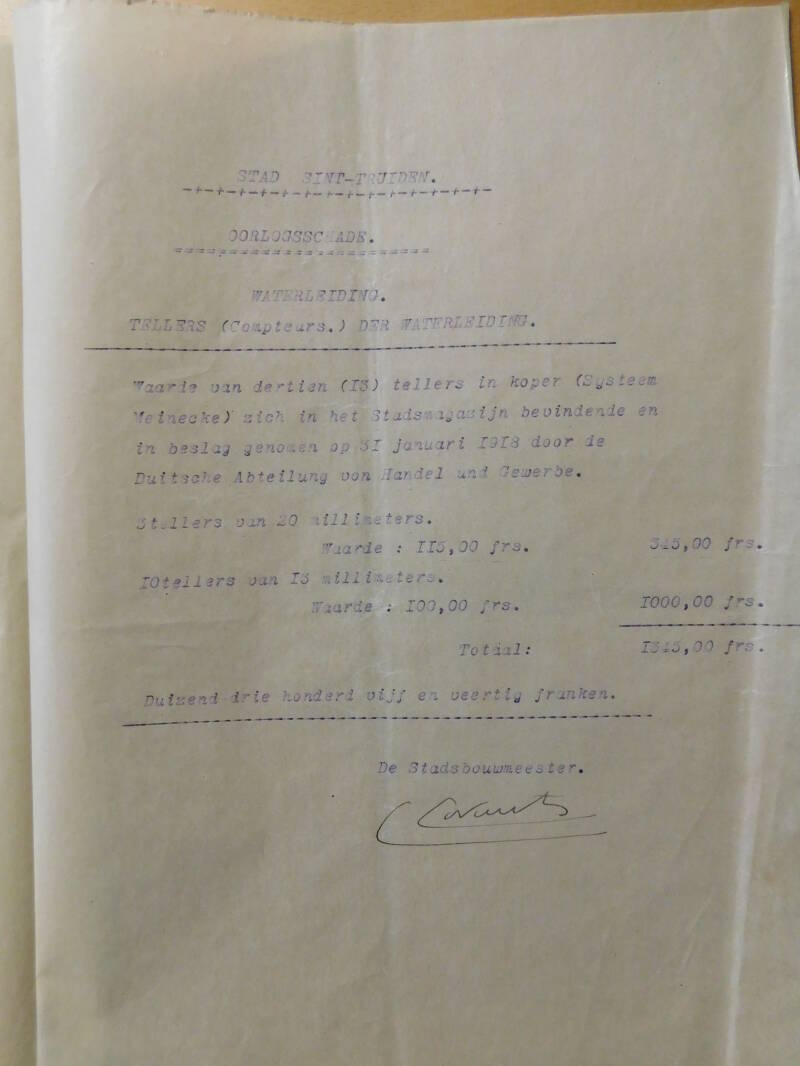 STAD SINT-TRUIDEN.
-+-+-+-+-+-+-+-+-+-+-+-+-+-
OORLOGSSCHADE.
========================
WATERLEIDING.
TELLERS (Compteurs.) DER WATERLEIDING.
Waarde van dertien (I3) tellers in koper (Systeem
Meinecke) zich in het Stadsmagazijn bevindende en
in beslag genomen op 3I januari I9I8 door de
Duitsche Abteilung von Handel und Gewerbe.
3tellers van 20 millimeters.
Waarde : II5,00 frs. 345,00 frs.
I0tellers van I3 millimeters.
Waarde : I00,00 frs. I000,00 frs.
Totaal: I345,00 frs.
Duizend drie honderd vijf en veertig franken.
De Stadsbouwmeester.